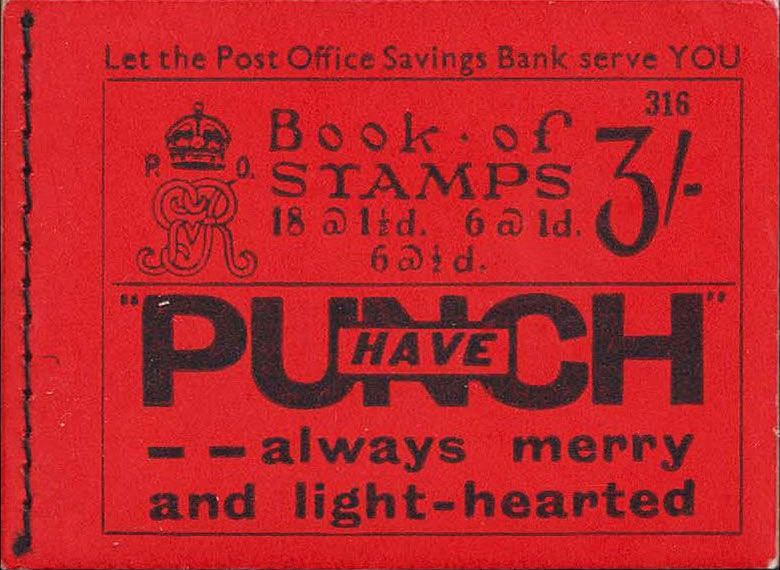 Let the Post Office Savings Bank serve YOU
316
P. O.
Book · of
STAMPS
3/-
18 @ 1½d. 6 @ 1d.
6 @ ½d.
"PUNCH"
HAVE
– – always merry
and light-hearted